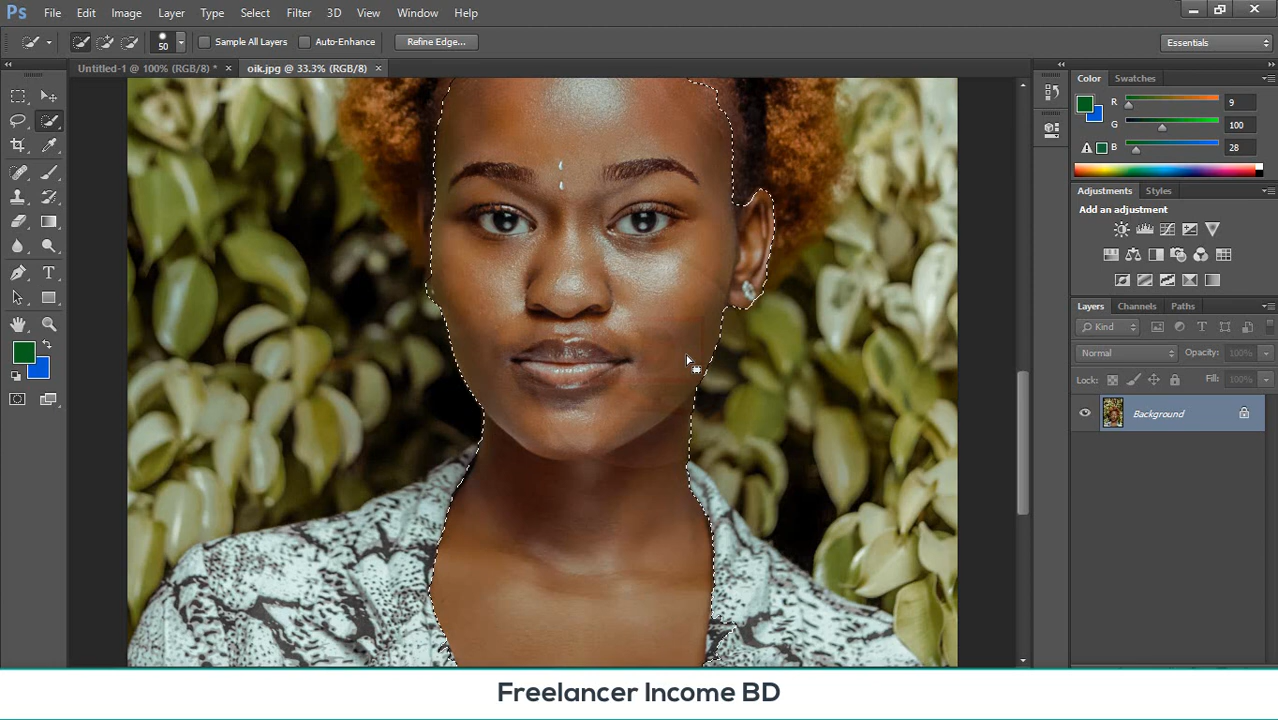 Ps File Edit Image Layer Type Select Filter 3D View Window Help
50 Sample All Layers Auto-Enhance Refine Edge... Essentials
Untitled-1 @ 100% (RGB/8) * × oik.jpg @ 33.3% (RGB/8) ×
Color Swatches
R 9
G 100
B 28
Adjustments Styles
Add an adjustment
Layers Channels Paths
Kind
Normal Opacity: 100%
Lock: Fill: 100%
Background
Freelancer Income BD